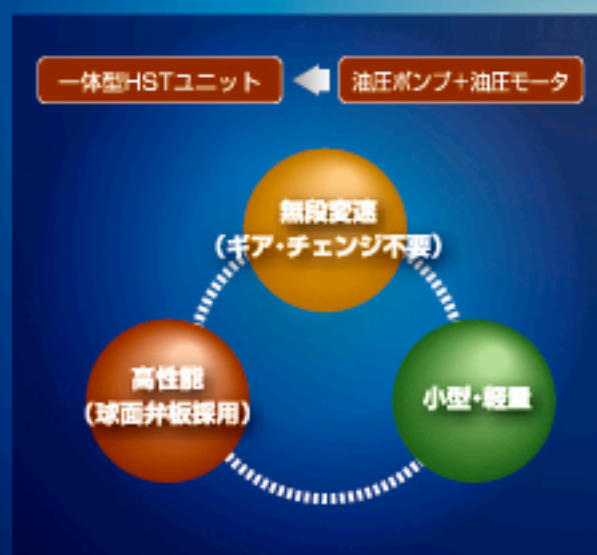 一体型HSTユニット
油圧ポンプ+油圧モータ
無段変速
(ギア・チェンジ不要)
高性能
(球面弁板採用)
小型・軽量